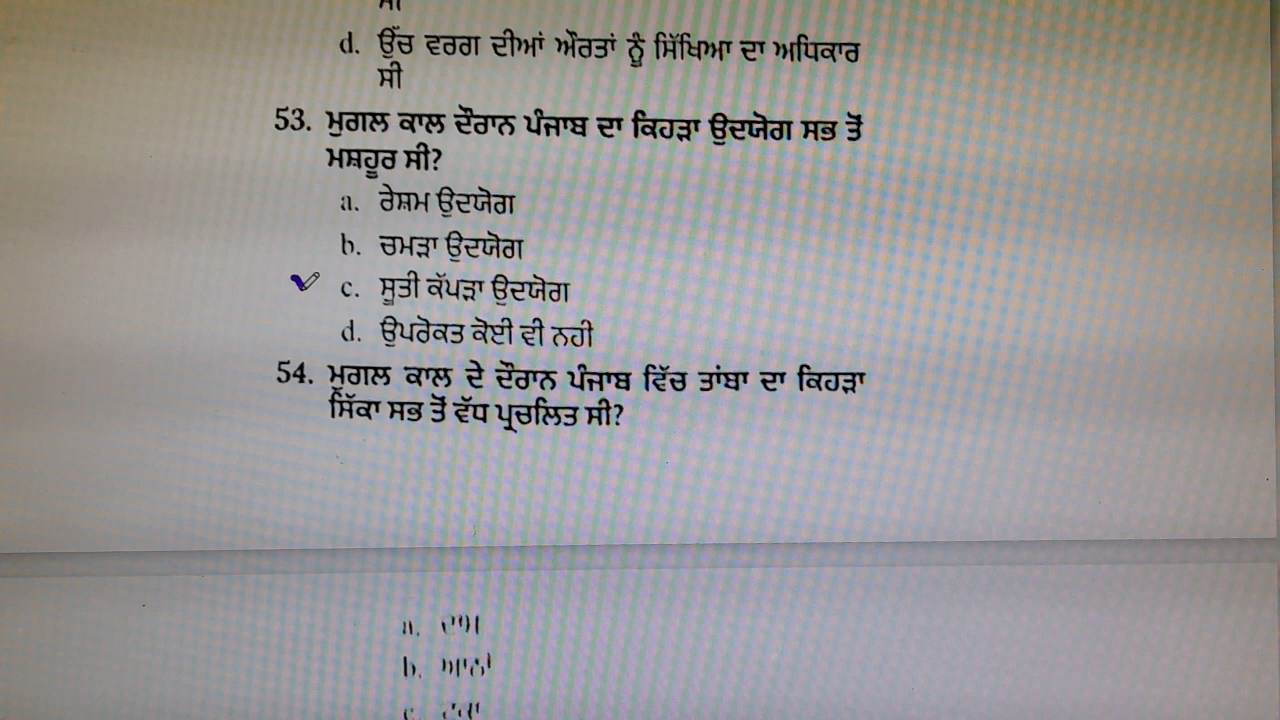 d. ਉੱਚ ਵਰਗ ਦੀਆਂ ਔਰਤਾਂ ਨੂੰ ਸਿੱਖਿਆ ਦਾ ਅਧਿਕਾਰ
ਸੀ
53. ਮੁਗਲ ਕਾਲ ਦੌਰਾਨ ਪੰਜਾਬ ਦਾ ਕਿਹੜਾ ਉਦਯੋਗ ਸਭ ਤੋਂ
ਮਸ਼ਹੂਰ ਸੀ?
a. ਰੇਸ਼ਮ ਉਦਯੋਗ
b. ਚਮੜਾ ਉਦਯੋਗ
c. ਸੂਤੀ ਕੱਪੜਾ ਉਦਯੋਗ
d. ਉਪਰੋਕਤ ਕੋਈ ਵੀ ਨਹੀ
54. ਮੁਗਲ ਕਾਲ ਦੇ ਦੌਰਾਨ ਪੰਜਾਬ ਵਿੱਚ ਤਾਂਬਾ ਦਾ ਕਿਹੜਾ
ਸਿੱਕਾ ਸਭ ਤੋਂ ਵੱਧ ਪ੍ਰਚਲਿਤ ਸੀ?
a.
b.
c.